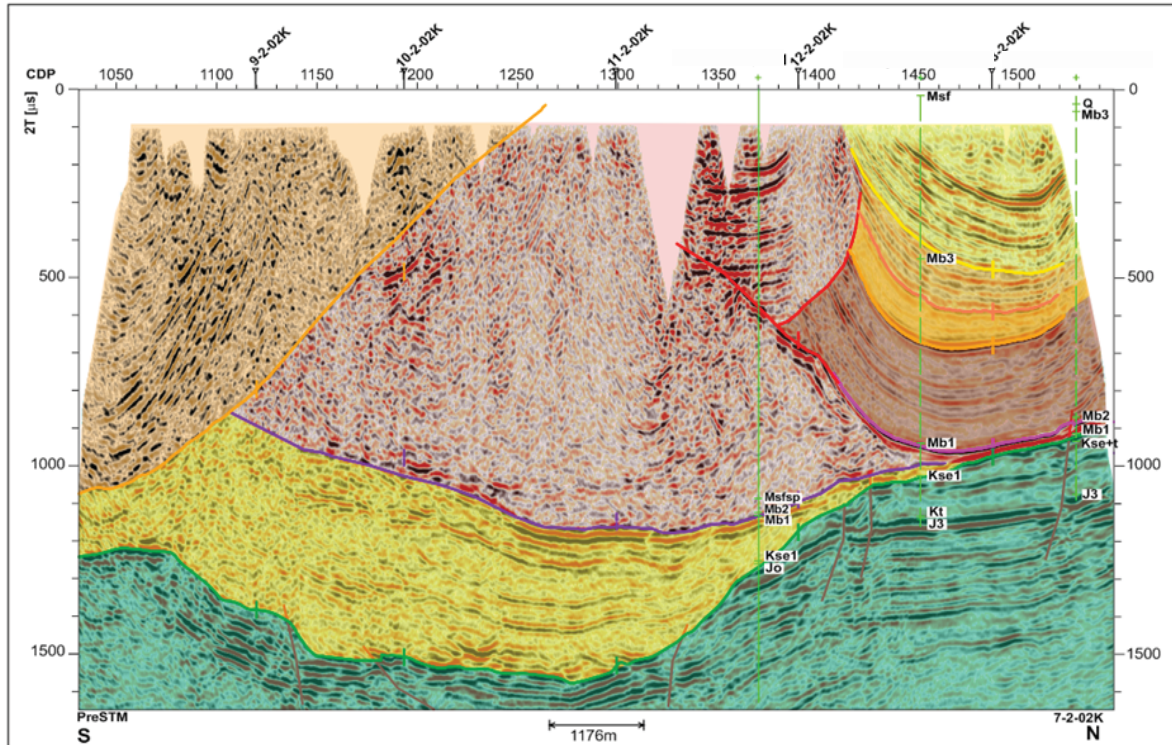 9-2-02K
10-2-02K
11-2-02K
12-2-02K
-2-02K
CDP 1050 1100 1150 1200 1250 1300 1350 1400 1450 1500
2T [µs]
0 0
Msf
Q
Mb3
Mb3
500 500
Mb2
Mb1
Mb1
Kse+t
1000 1000
Kse1
Msfsp
J3
Mb2
Kt
Mb1
J3
Kse1
Jo
1500 1500
PreSTM 7-2-02K
S N
1176m